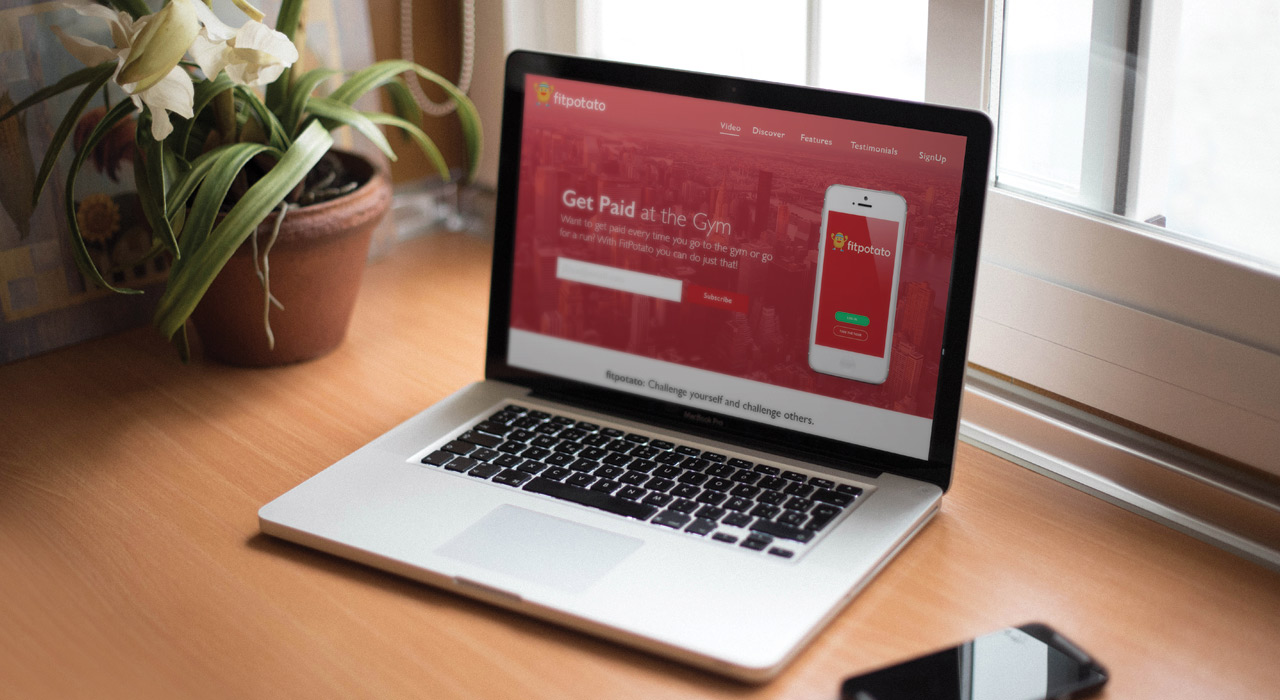 fitpotato
Video Discover Features Testimonials SignUp
Get Paid at the Gym
Want to get paid every time you go to the gym or go
for a run? With FitPotato you can do just that!
Subscribe
fitpotato
fitpotato: Challenge yourself and challenge others.
MacBook Pro